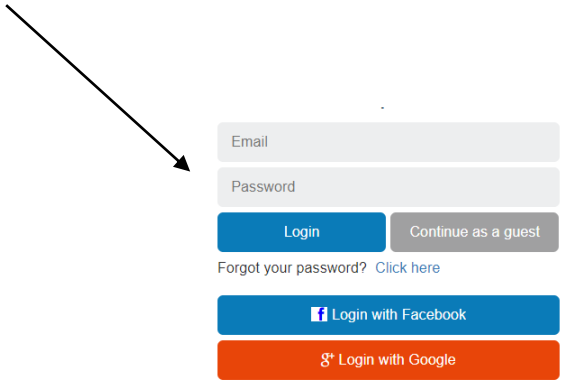 Email
Password
Login Continue as a guest
Forgot your password? Click here
f Login with Facebook
g+ Login with Google